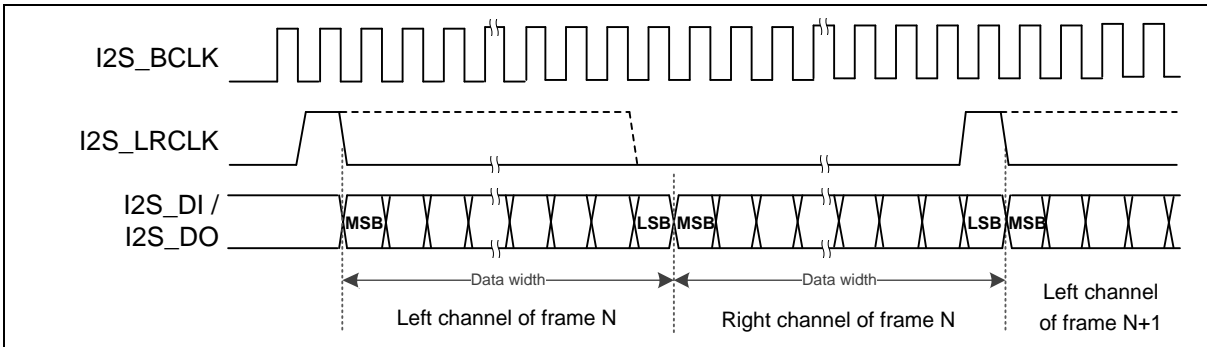 I2S_BCLK
I2S_LRCLK
I2S_DI /
I2S_DO
MSB
LSB
MSB
LSB
MSB
Data width
Data width
Left channel of frame N
Right channel of frame N
Left channel
of frame N+1